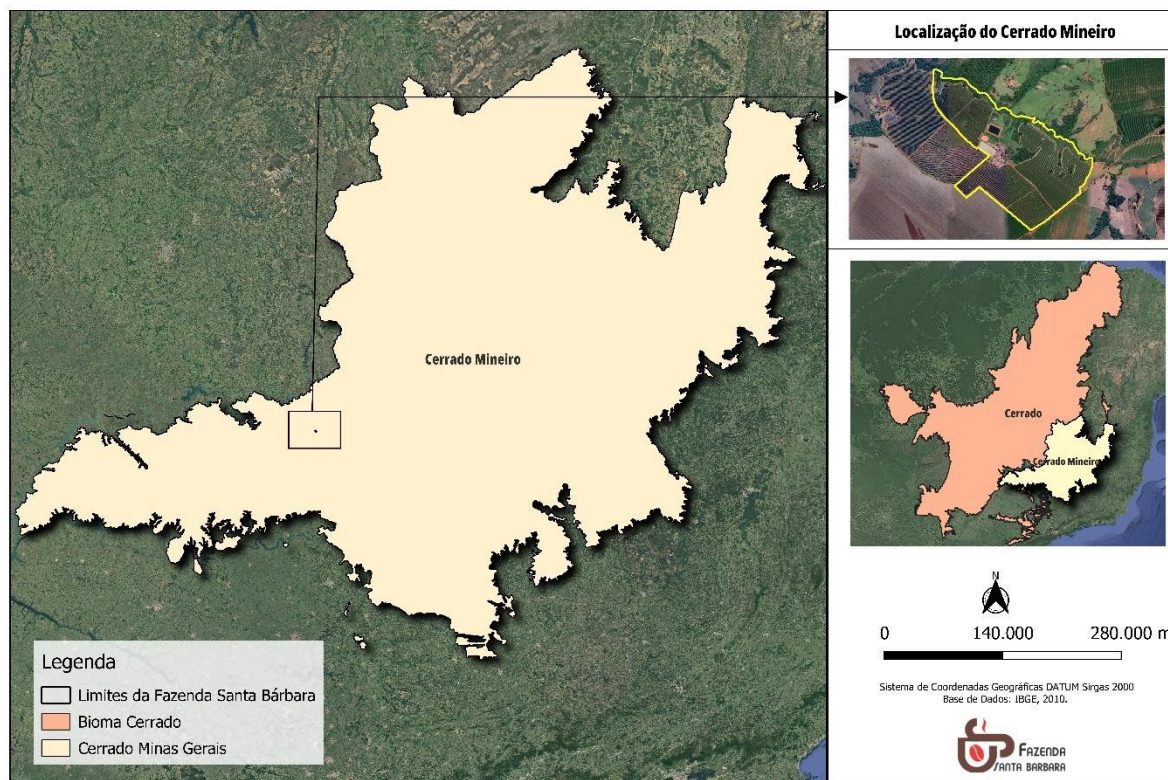 Localização do Cerrado Mineiro
Cerrado Mineiro
Cerrado
Cerrado Mineiro
Legenda
Limites da Fazenda Santa Bárbara
Bioma Cerrado
Cerrado Minas Gerais
N
0 140.000 280.000 m
Sistema de Coordenadas Geográficas DATUM Sirgas 2000
Base de Dados: IBGE, 2010.
FAZENDA
SANTA BARBARA